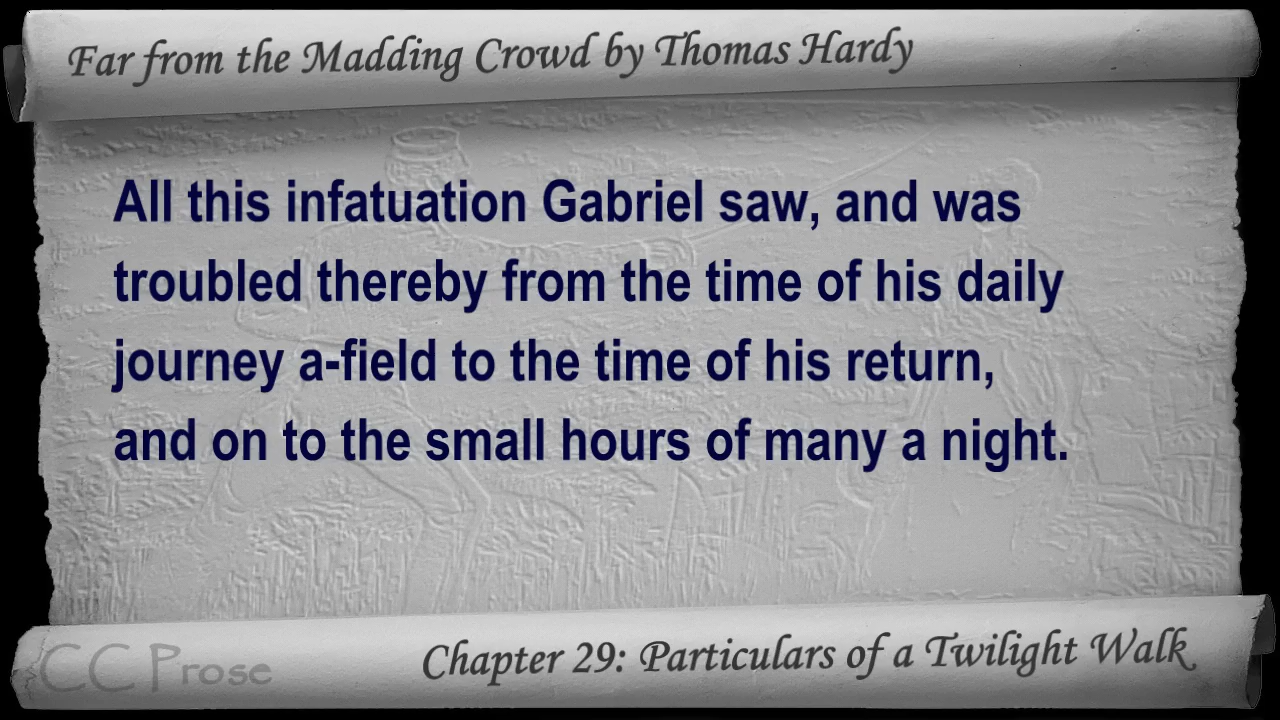 Far from the Madding Crowd by Thomas Hardy
All this infatuation Gabriel saw, and was
troubled thereby from the time of his daily
journey a-field to the time of his return,
and on to the small hours of many a night.
CC Prose
Chapter 29: Particulars of a Twilight Walk